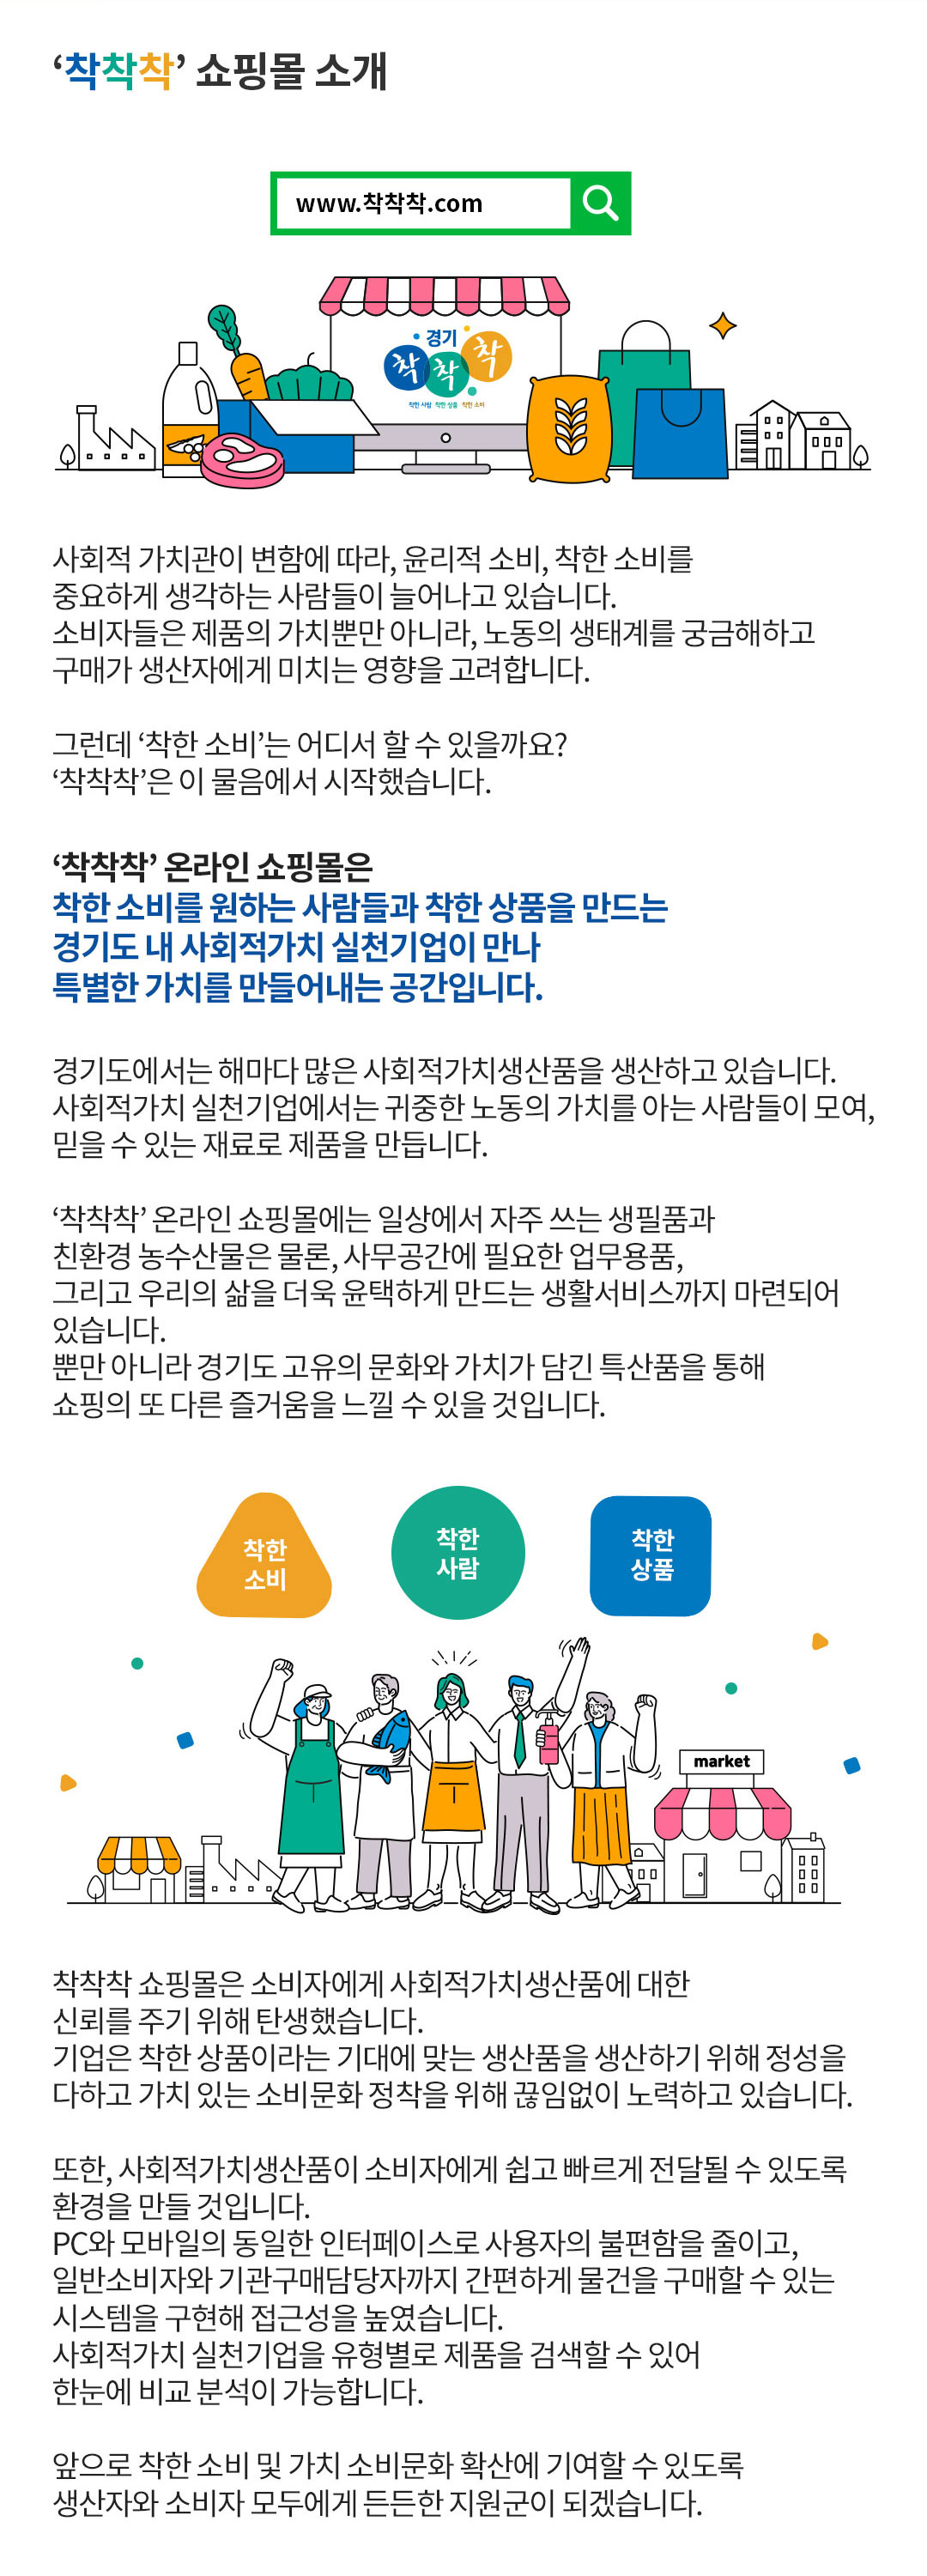 ‘착착착’ 쇼핑몰 소개
www.착착착.com
경기
착착착
착한 사람 착한 상품 착한 소비
사회적 가치관이 변함에 따라, 윤리적 소비, 착한 소비를
중요하게 생각하는 사람들이 늘어나고 있습니다.
소비자들은 제품의 가치뿐만 아니라, 노동의 생태계를 궁금해하고
구매가 생산자에게 미치는 영향을 고려합니다.
그런데 ‘착한 소비’는 어디서 할 수 있을까요?
‘착착착’은 이 물음에서 시작했습니다.
‘착착착’ 온라인 쇼핑몰은
착한 소비를 원하는 사람들과 착한 상품을 만드는
경기도 내 사회적가치 실천기업이 만나
특별한 가치를 만들어내는 공간입니다.
경기도에서는 해마다 많은 사회적가치생산품을 생산하고 있습니다.
사회적가치 실천기업에서는 귀중한 노동의 가치를 아는 사람들이 모여,
믿을 수 있는 재료로 제품을 만듭니다.
‘착착착’ 온라인 쇼핑몰에는 일상에서 자주 쓰는 생필품과
친환경 농수산물은 물론, 사무공간에 필요한 업무용품,
그리고 우리의 삶을 더욱 윤택하게 만드는 생활서비스까지 마련되어
있습니다.
뿐만 아니라 경기도 고유의 문화와 가치가 담긴 특산품을 통해
쇼핑의 또 다른 즐거움을 느낄 수 있을 것입니다.
착한 소비
착한 사람
착한 상품
market
착착착 쇼핑몰은 소비자에게 사회적가치생산품에 대한
신뢰를 주기 위해 탄생했습니다.
기업은 착한 상품이라는 기대에 맞는 생산품을 생산하기 위해 정성을
다하고 가치 있는 소비문화 정착을 위해 끊임없이 노력하고 있습니다.
또한, 사회적가치생산품이 소비자에게 쉽고 빠르게 전달될 수 있도록
환경을 만들 것입니다.
PC와 모바일의 동일한 인터페이스로 사용자의 불편함을 줄이고,
일반소비자와 기관구매담당자까지 간편하게 물건을 구매할 수 있는
시스템을 구현해 접근성을 높였습니다.
사회적가치 실천기업을 유형별로 제품을 검색할 수 있어
한눈에 비교 분석이 가능합니다.
앞으로 착한 소비 및 가치 소비문화 확산에 기여할 수 있도록
생산자와 소비자 모두에게 든든한 지원군이 되겠습니다.